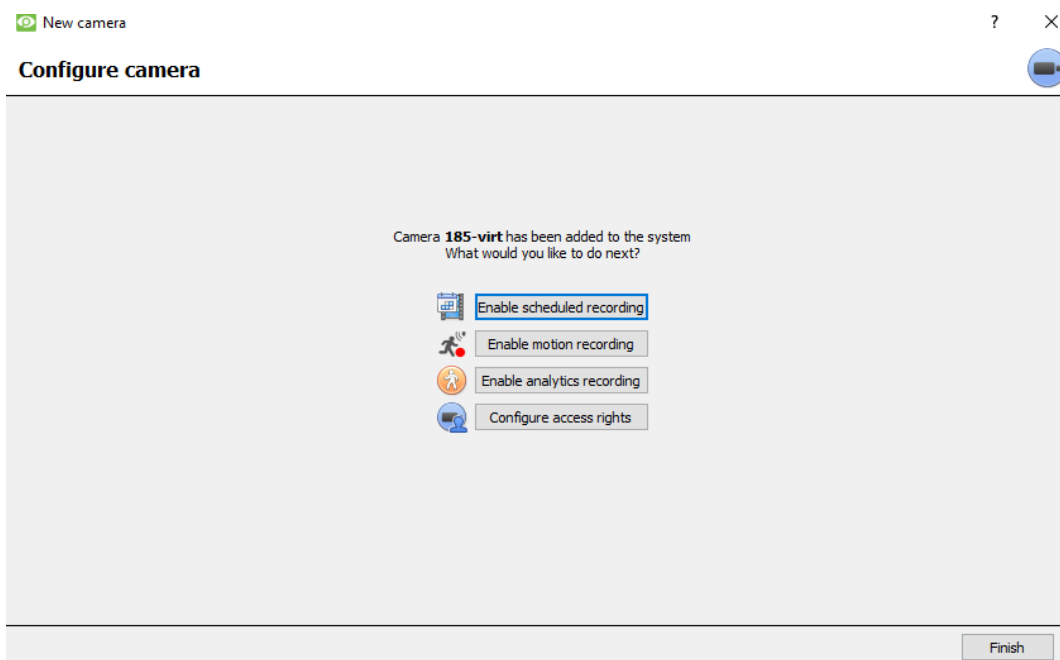 New camera
?
Configure camera
Camera 185-virt has been added to the system
What would you like to do next?
Enable scheduled recording
Enable motion recording
Enable analytics recording
Configure access rights
Finish